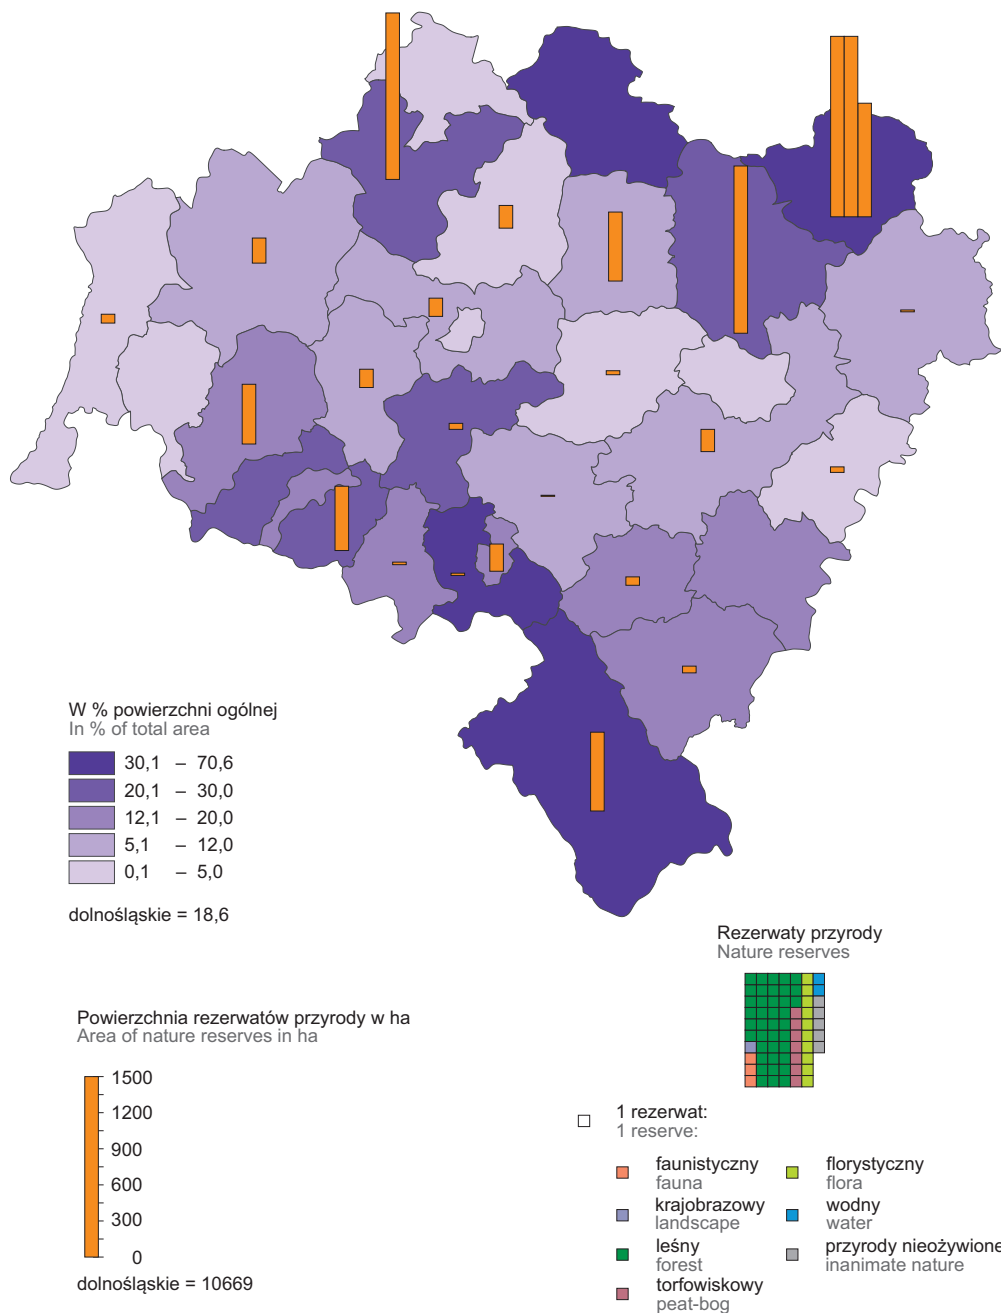 W % powierzchni ogólnej
In % of total area
30,1 – 70,6
20,1 – 30,0
12,1 – 20,0
5,1 – 12,0
0,1 – 5,0
dolnośląskie = 18,6
Rezerwaty przyrody
Nature reserves
Powierzchnia rezerwatów przyrody w ha
Area of nature reserves in ha
1500
1200
900
600
300
0
dolnośląskie = 10669
1 rezerwat:
1 reserve:
faunistyczny
fauna
krajobrazowy
landscape
leśny
forest
torfowiskowy
peat-bog
florystyczny
flora
wodny
water
przyrody nieożywione
inanimate nature